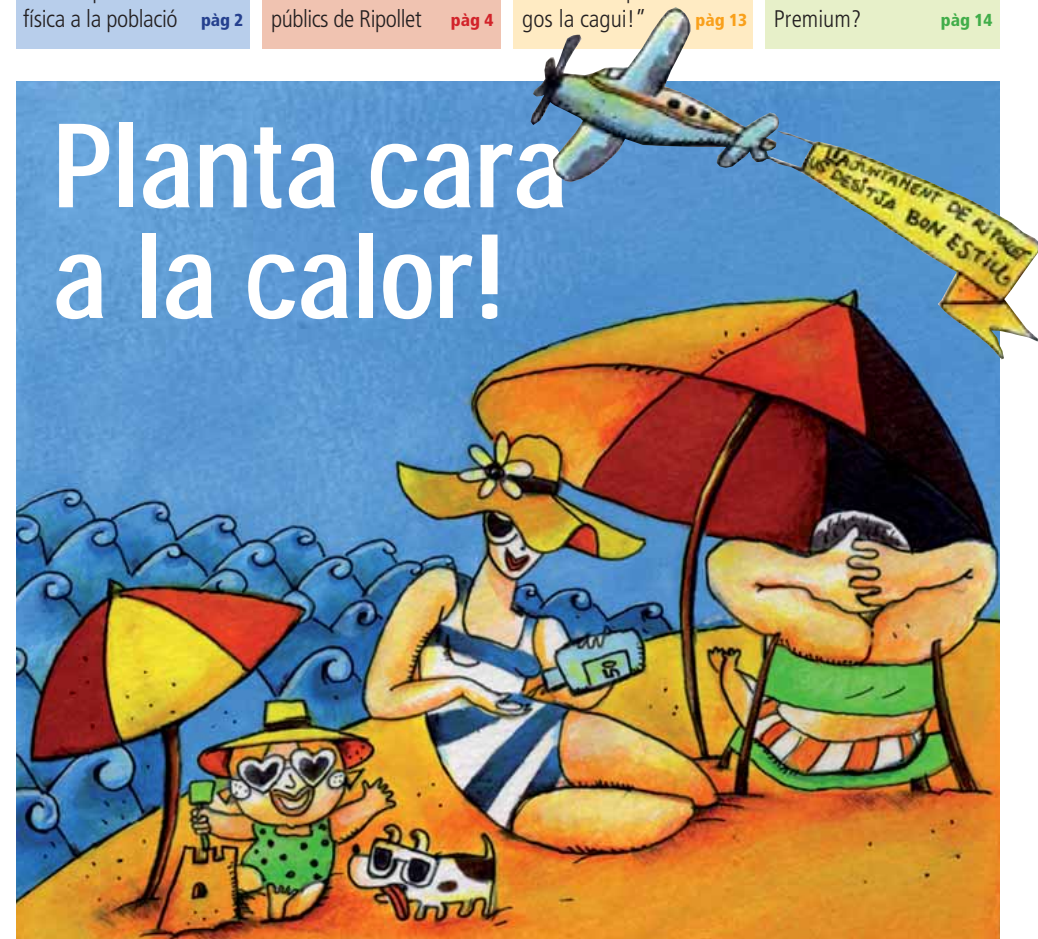 física a la població pàg 2
públics de Ripollet pàg 4
gos la cagui!” pàg 13
Premium? pàg 14
Planta cara
a la calor!
L'AJUNTAMENT DE RIPOLLET
US DESITJA BON ESTIU
50